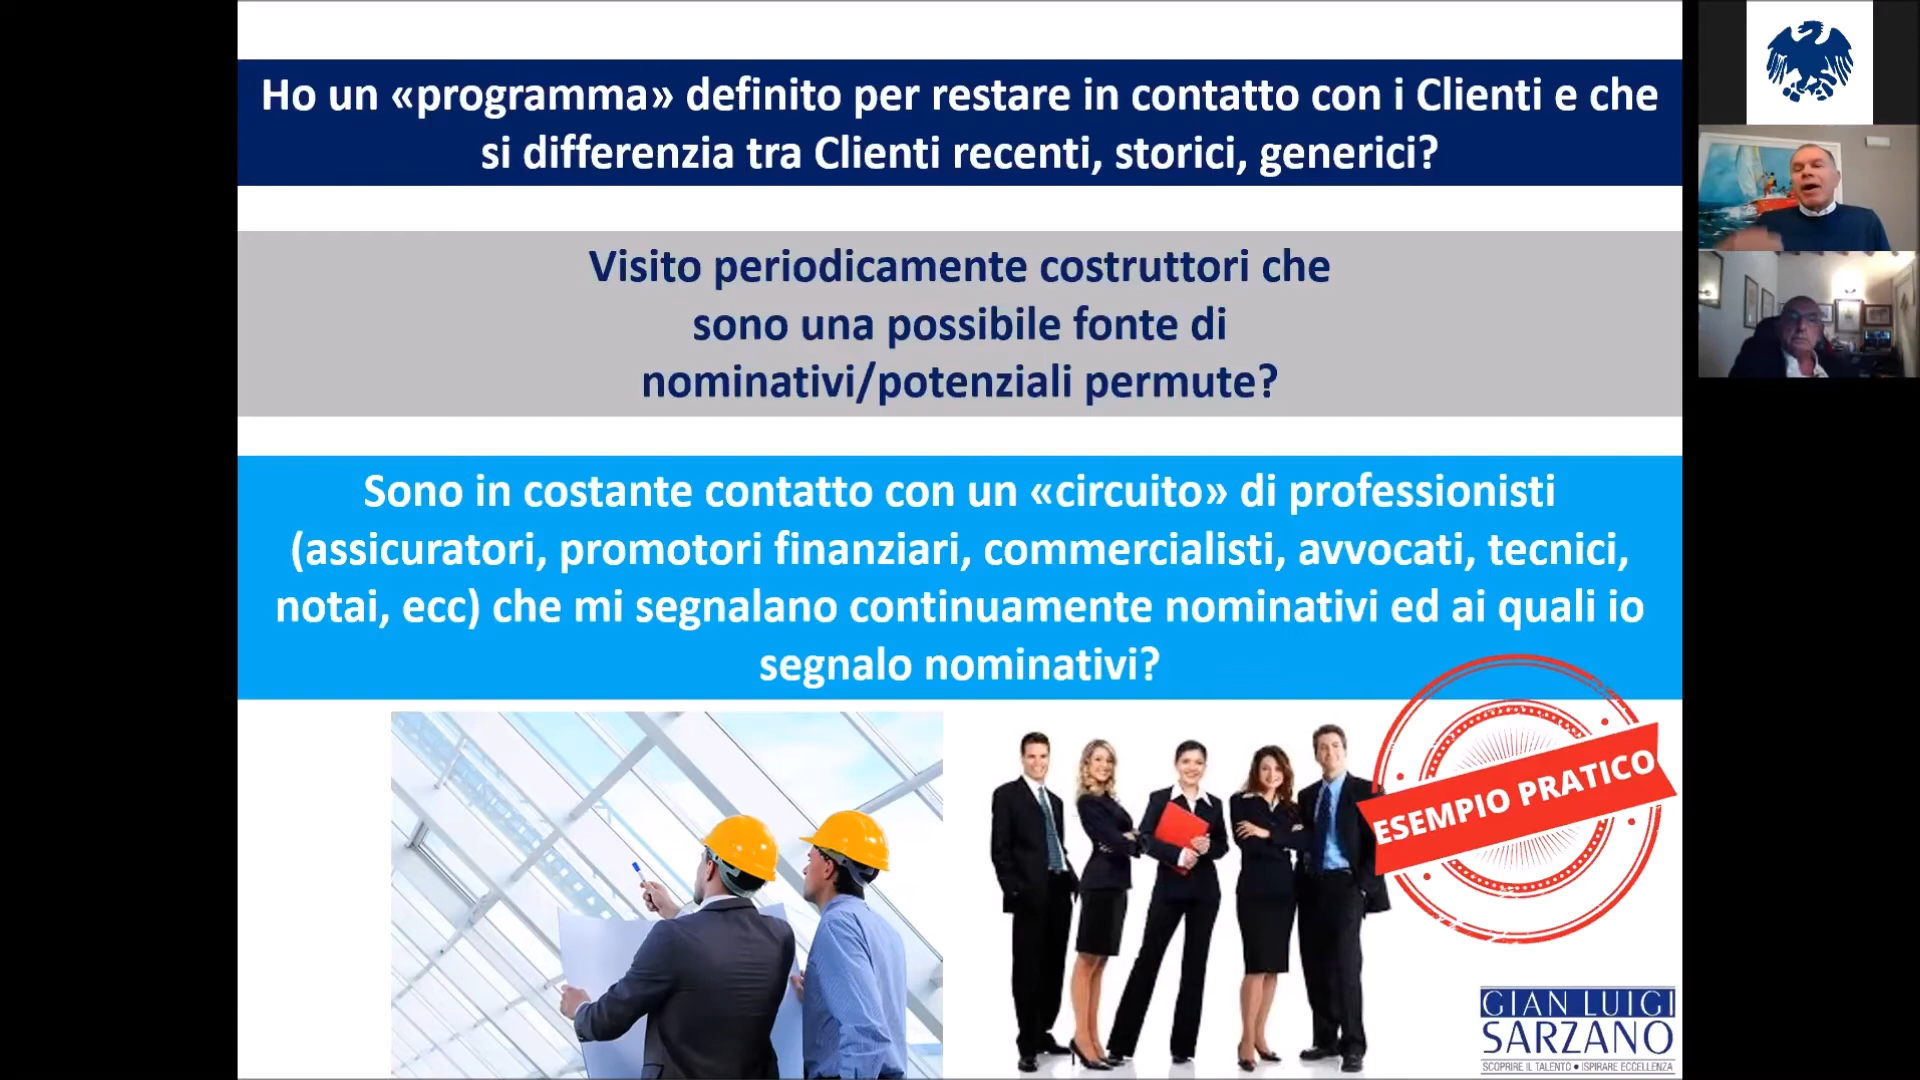 Ho un «programma» definito per restare in contatto con i Clienti e che
si differenzia tra Clienti recenti, storici, generici?
Visito periodicamente costruttori che
sono una possibile fonte di
nominativi/potenziali permute?
Sono in costante contatto con un «circuito» di professionisti
(assicuratori, promotori finanziari, commercialisti, avvocati, tecnici,
notai, ecc) che mi segnalano continuamente nominativi ed ai quali io
segnalo nominativi?
ESEMPIO PRATICO
GIAN LUIGI
SARZANO
SCOPRIRE IL TALENTO • ISPIRARE ECCELLENZA